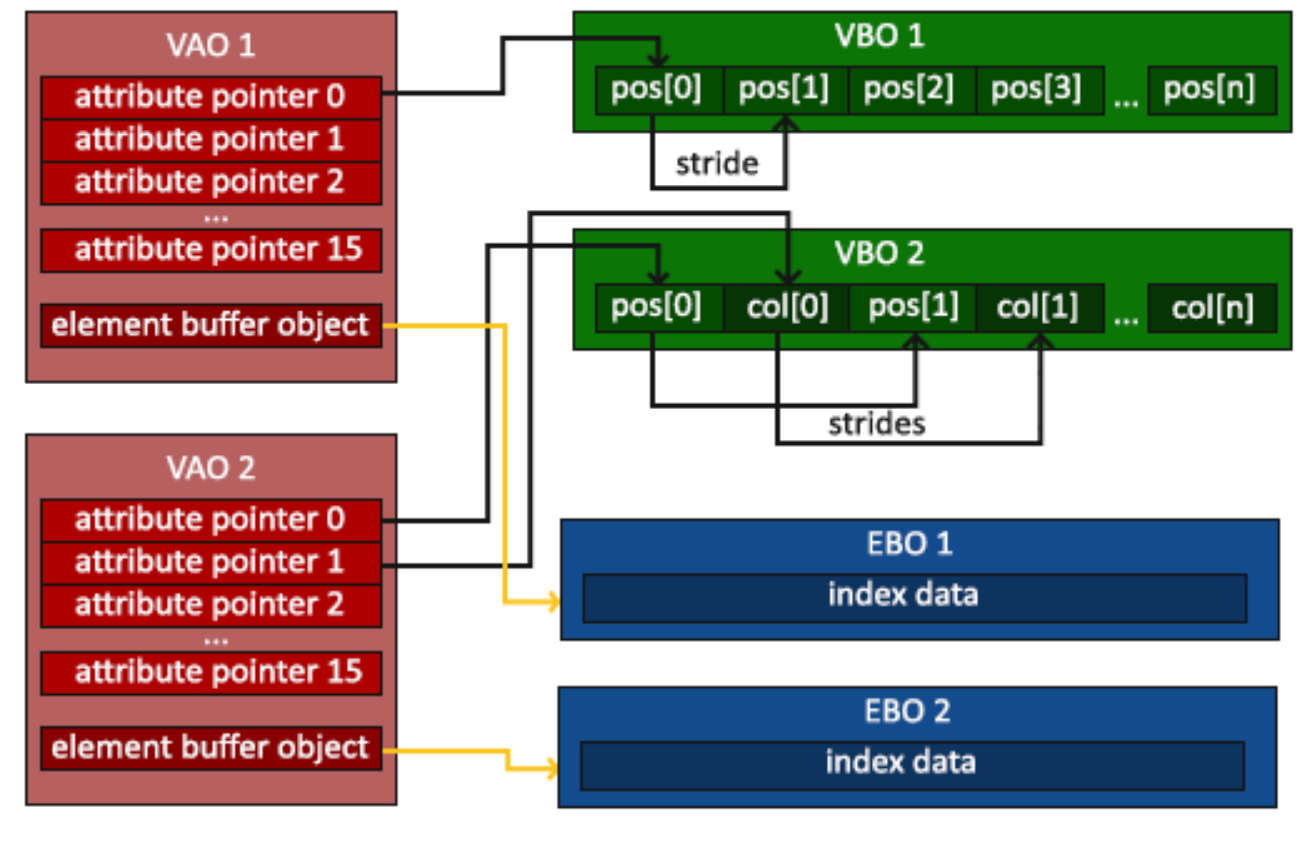 VAO 1
attribute pointer 0
attribute pointer 1
attribute pointer 2
...
attribute pointer 15
element buffer object
VBO 1
pos[0] pos[1] pos[2] pos[3] ... pos[n]
stride
VBO 2
pos[0] col[0] pos[1] col[1] ... col[n]
strides
VAO 2
attribute pointer 0
attribute pointer 1
attribute pointer 2
...
attribute pointer 15
element buffer object
EBO 1
index data
EBO 2
index data